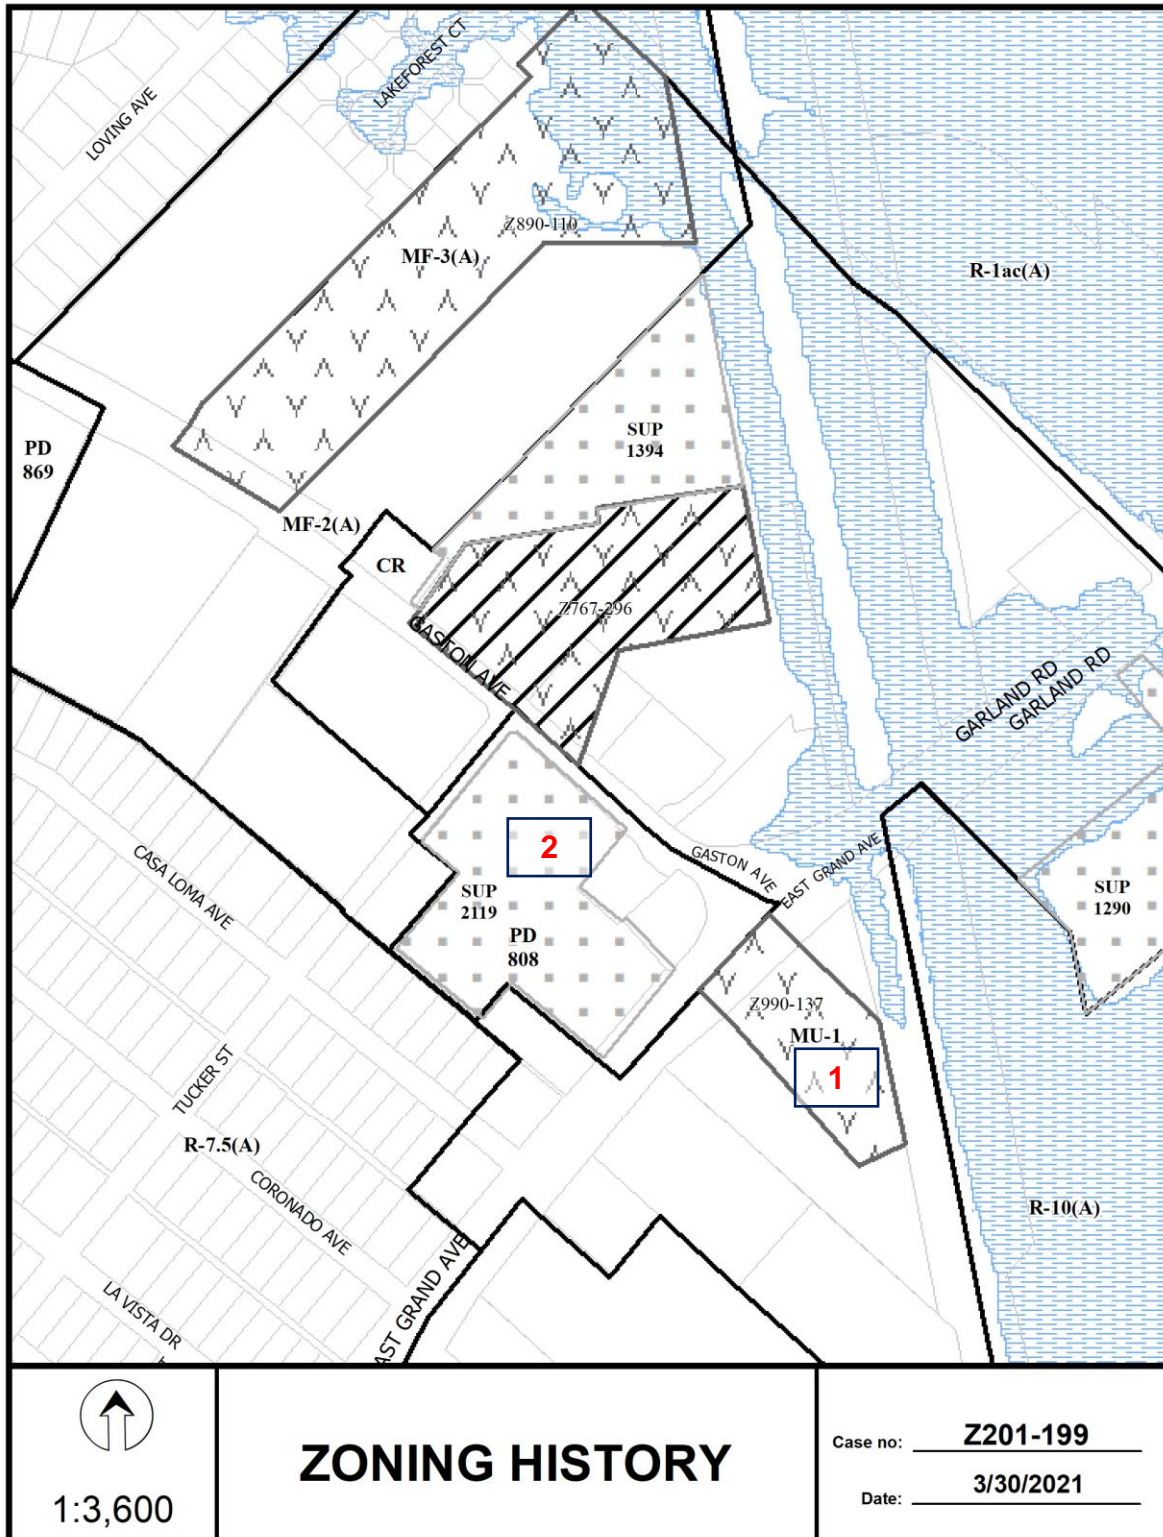 LAKEFOREST CT
LOVING AVE
Z890-110
MF-3(A)
R-1ac(A)
SUP
1394
PD
869
MF-2(A)
CR
Z767-296
GASTON AVE
GARLAND RD
GARLAND RD
2
GASTON AVE
EAST GRAND AVE
CASA LOMA AVE
SUP
2119
PD
808
SUP
1290
Z990-137
MU-1
1
TUCKER ST
R-7.5(A)
CORONADO AVE
R-10(A)
LA VISTA DR
AST GRAND AVE
1:3,600
ZONING HISTORY
Case no: Z201-199
Date: 3/30/2021